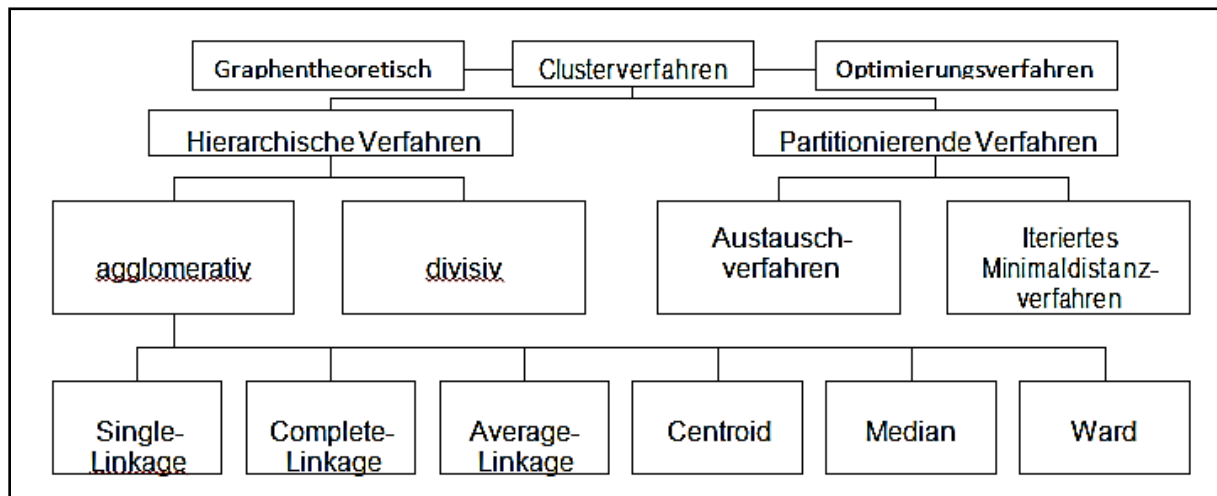 Graphentheoretisch
Clusterverfahren
Optimierungsverfahren
Hierarchische Verfahren
Partitionierende Verfahren
agglomerativ
divisiv
Austausch-
verfahren
Iteriertes
Minimaldistanz-
verfahren
Single-
Linkage
Complete-
Linkage
Average-
Linkage
Centroid
Median
Ward